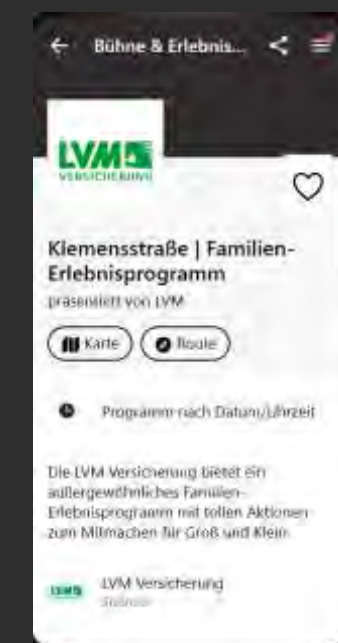 Bühne & Erlebnis...
LVM
VERSICHERUNG
Klemensstraße | Familien-
Erlebnisprogramm
präsentiert von LVM
Karte
Route
Programm nach Datum/Uhrzeit
Die LVM Versicherung bietet ein
außergewöhnliches Familien-
Erlebnisprogramm mit tollen Aktionen
zum Mitmachen für Groß und Klein.
LVM
LVM Versicherung